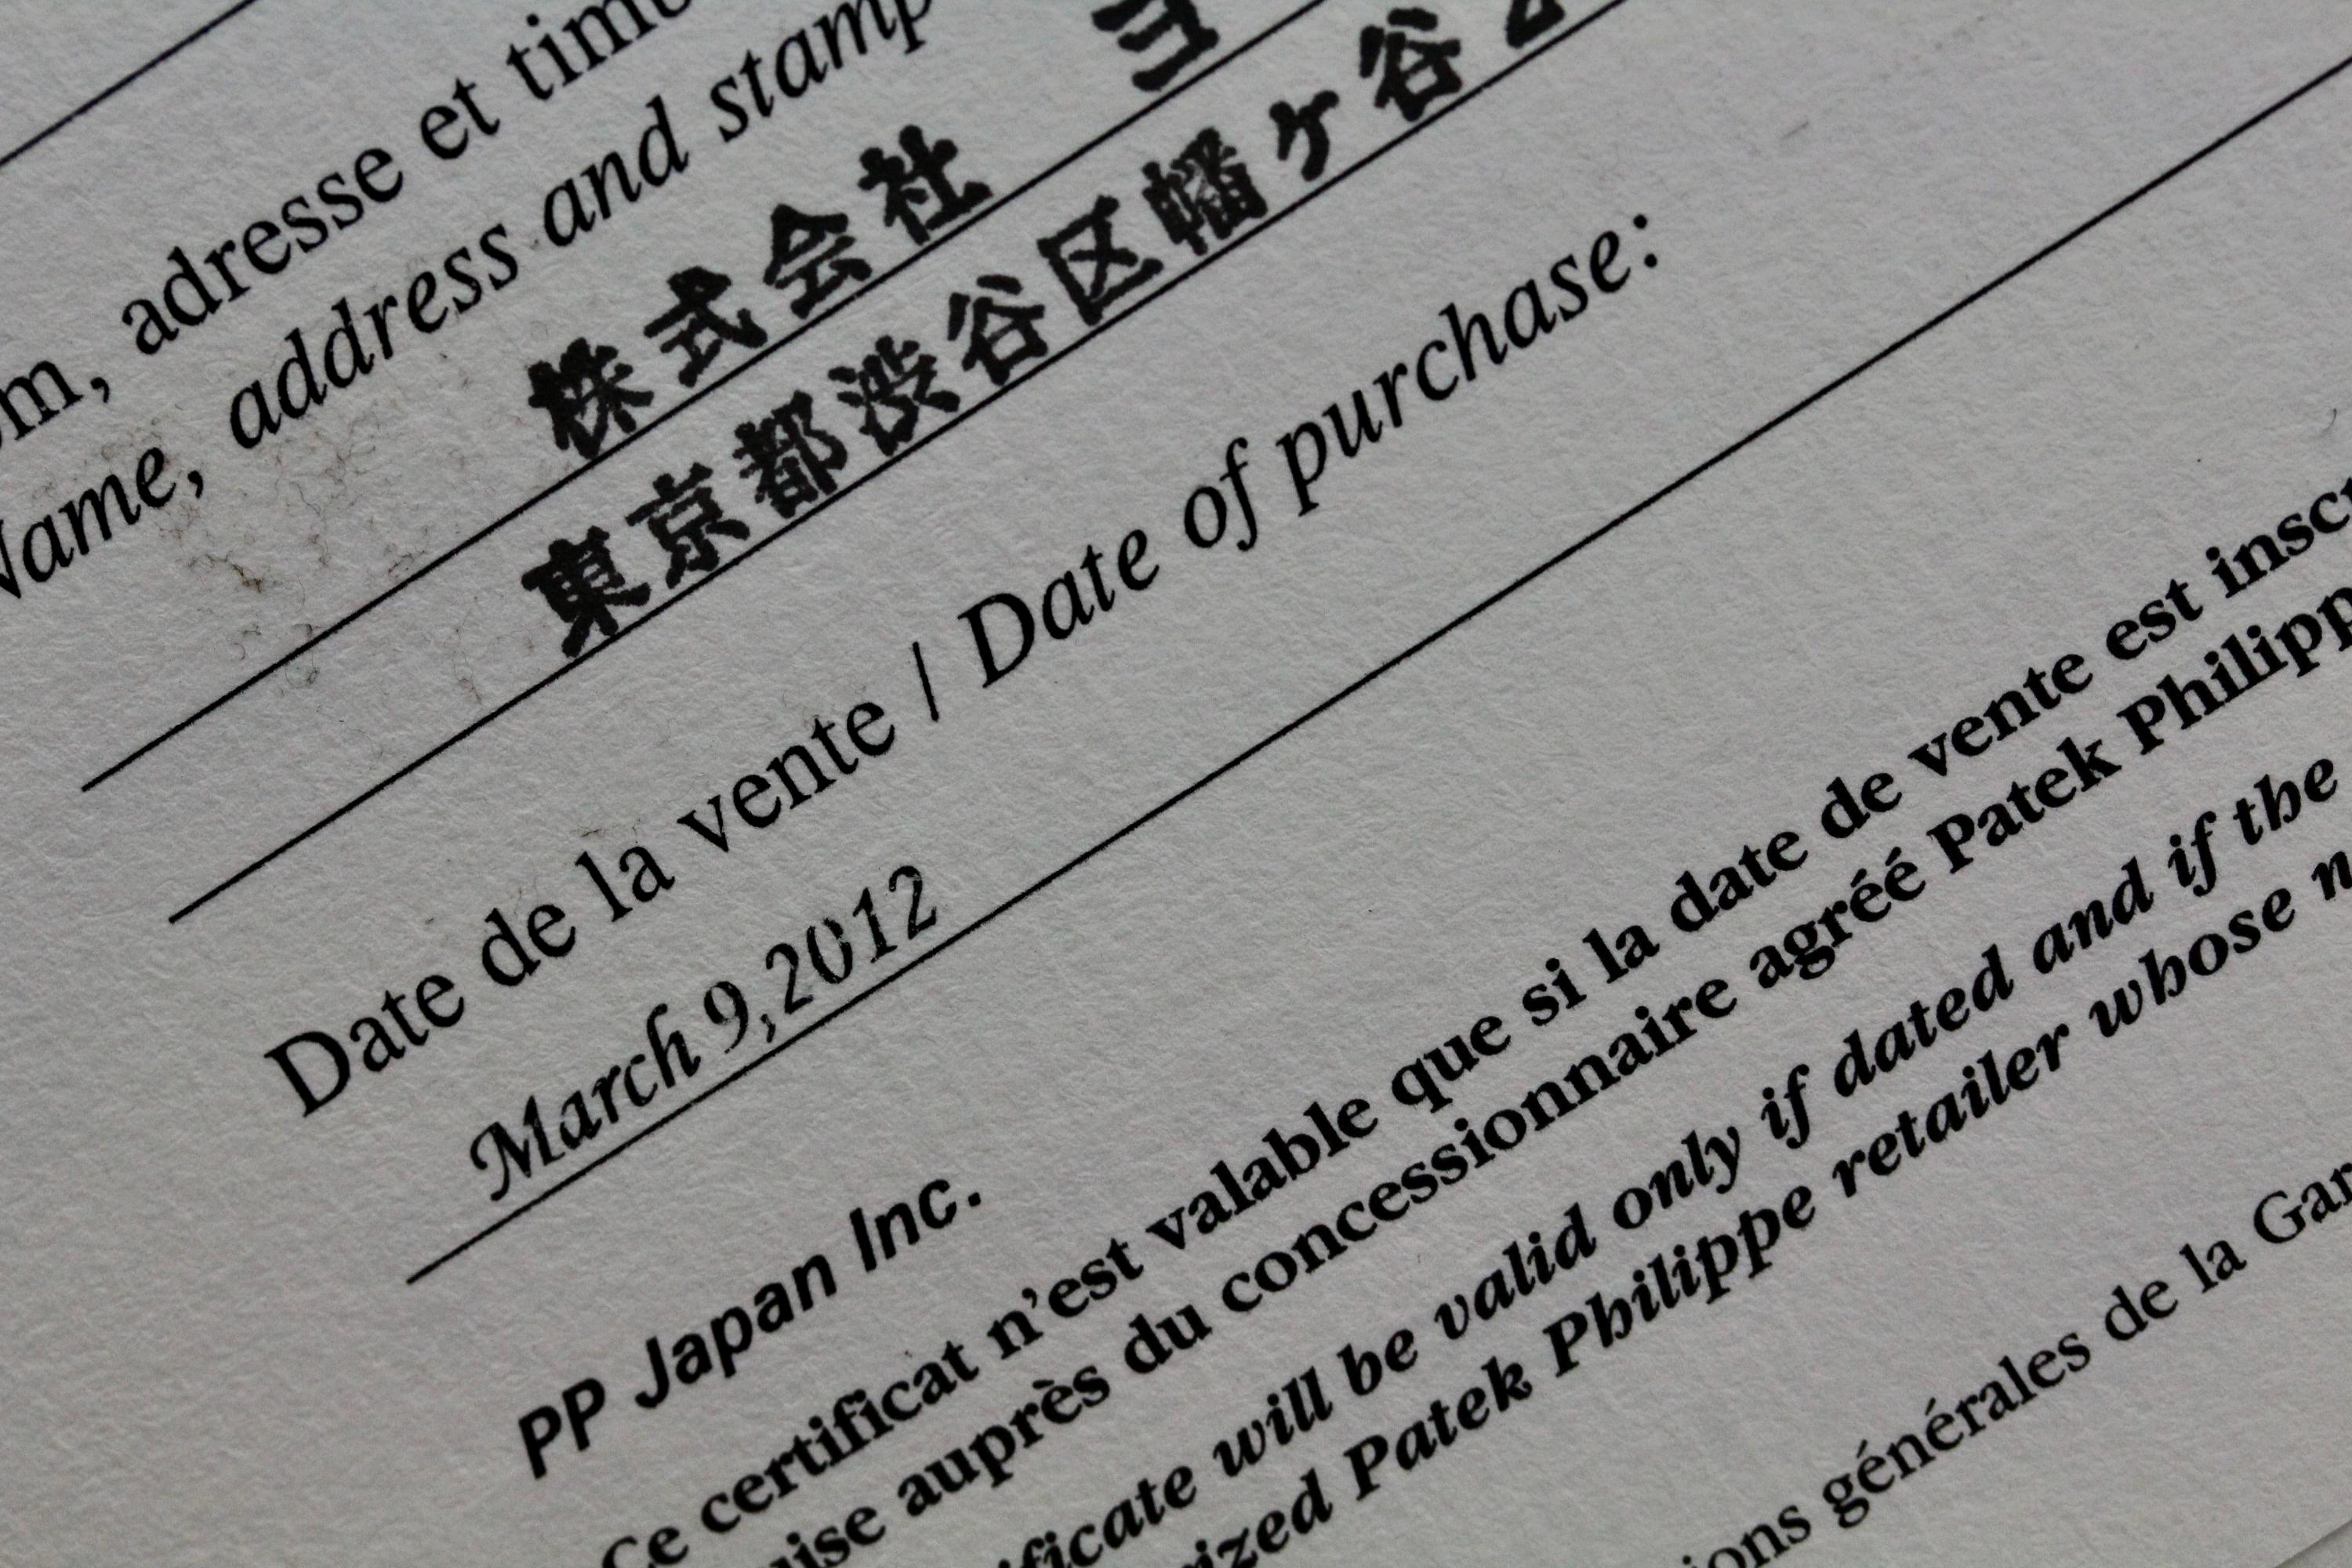 adresse et
Name, address and stamp
株式会社 ヨ
東京都渋谷区幡ヶ谷
Date de la vente / Date of purchase:
March 9,2012
PP Japan Inc.
Ce certificat n'est valable que si la date de vente est
auprès du concessionnaire agréé Patek
will be valid only if dated and if the
Patek Philippe retailer whose
générales de la